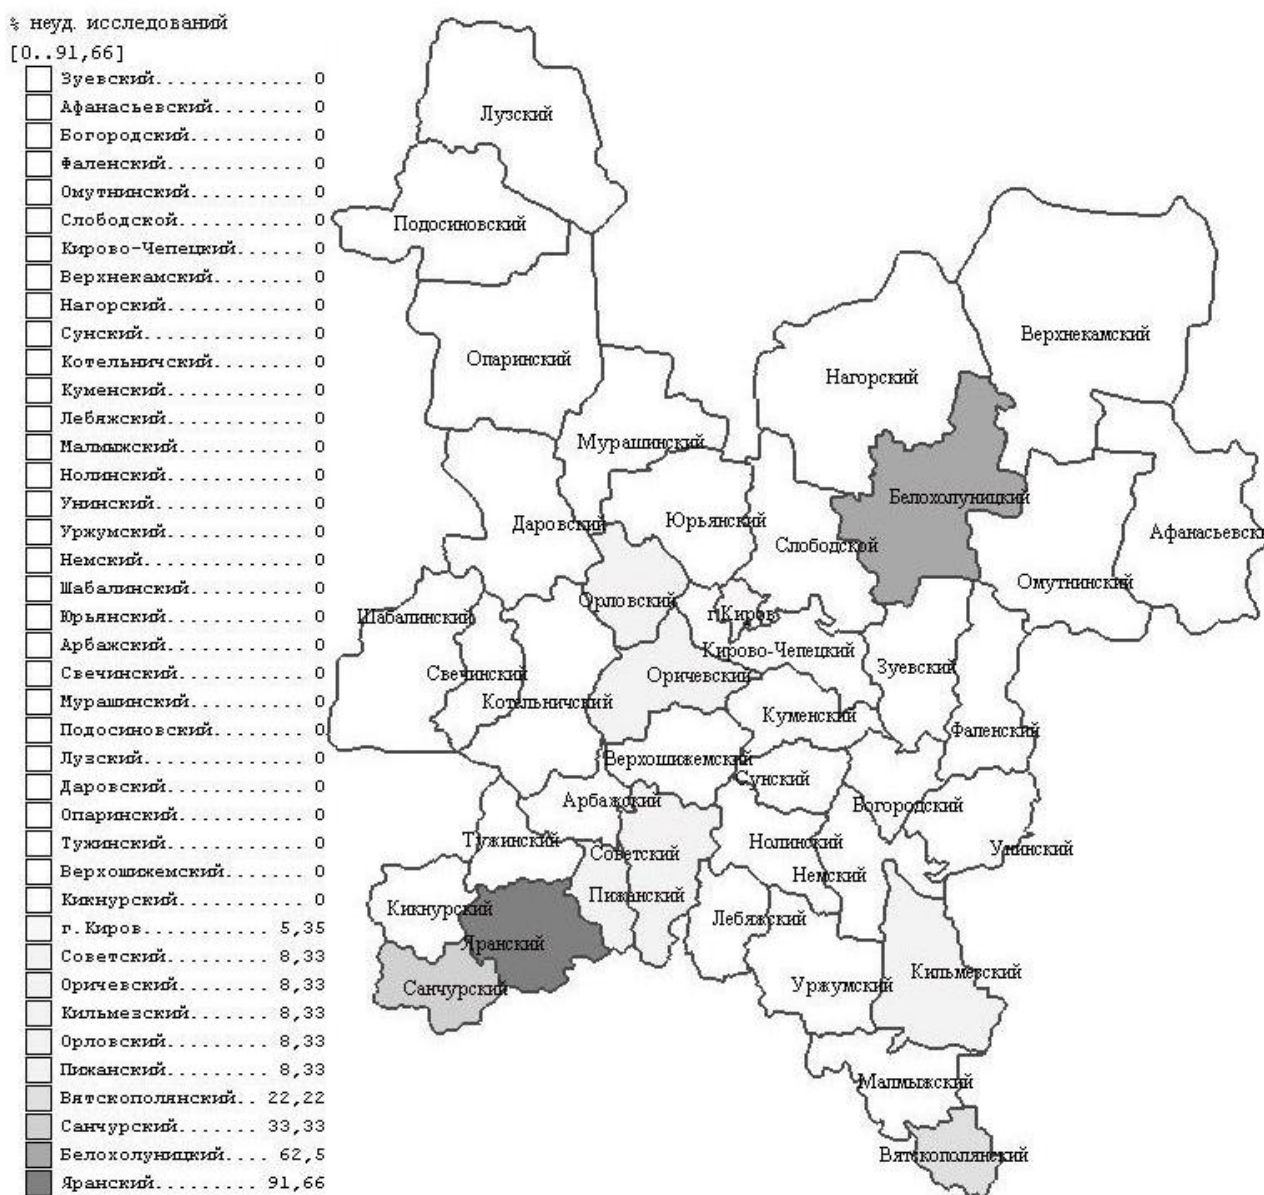 % неуд. исследований
[0..91,66]
Зуевский............... 0
Афанасьевский.......... 0
Богородский............ 0
Фаленский.............. 0
Омутнинский............ 0
Слободской............. 0
Кирово-Чепецкий........ 0
Верхнекамский.......... 0
Нагорский.............. 0
Сунский................ 0
Котельничский.......... 0
Куменский.............. 0
Лебяжский.............. 0
Малмыжский............. 0
Нолинский.............. 0
Унинский............... 0
Уржумский.............. 0
Немский................ 0
Шабалинский............ 0
Юрьянский.............. 0
Арбажский.............. 0
Свечинский............. 0
Мурашинский............ 0
Подосиновский.......... 0
Лузский................ 0
Даровский.............. 0
Опаринский............. 0
Тужинский.............. 0
Верхошижемский......... 0
Кикнурский............. 0
г.Киров............ 5,35
Советский.......... 8,33
Оричевский......... 8,33
Кильмезский........ 8,33
Орловский.......... 8,33
Пижанский.......... 8,33
Вятскополянский.. 22,22
Санчурский........ 33,33
Белохолуницкий.... 62,5
Яранский.......... 91,66
Лузский
Подосиновский
Опаринский
Верхнекамский
Нагорский
Мурашинский
Белохолуницкий
Даровский
Юрьянский
Слободской
Афанасьевски
Омутнинский
Орловский
г.Киров
Шабалинский
Кирово-Чепецкий
Свечинский
Оричевский
Зуевский
Котельничский
Куменский
Фаленский
Верхошижемский
Сунский
Арбажский
Богородский
Тужинский
Советский
Нолинский
Унинский
Немский
Пижанский
Кикнурский
Лебяжский
Яранский
Санчурский
Уржумский
Кильмезский
Малмыжский
Вятскополянский